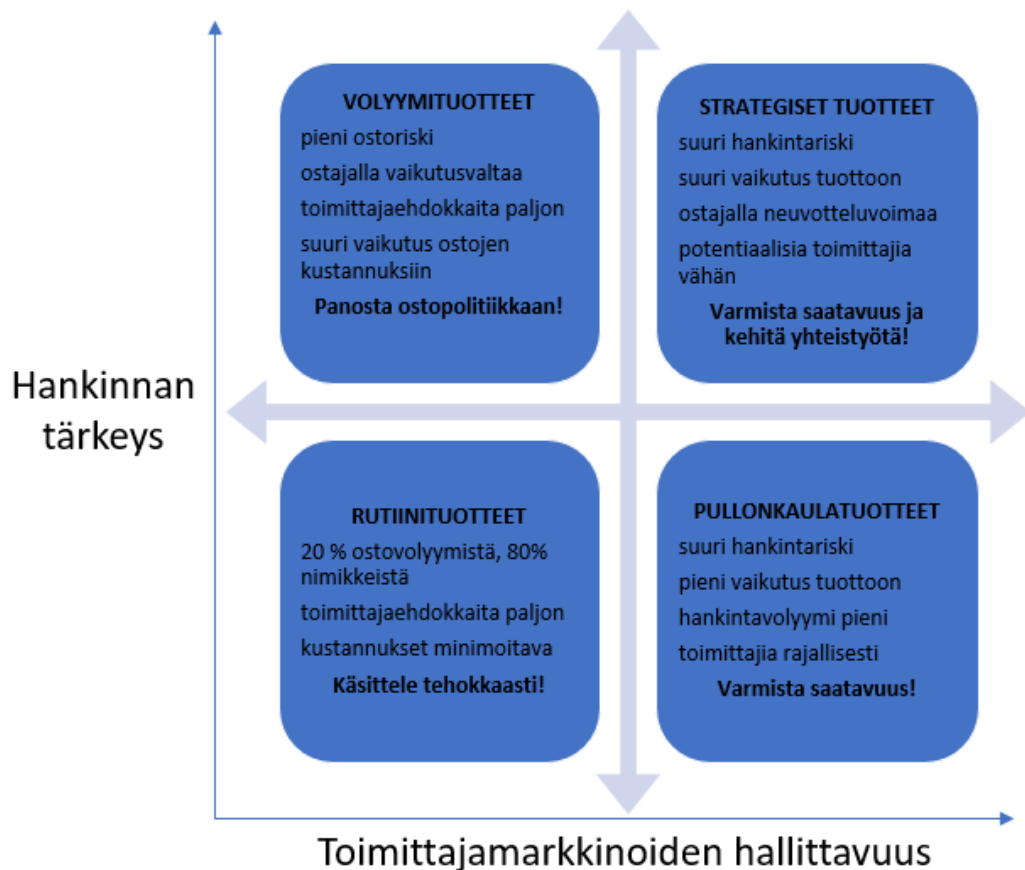 VOLYYMITUOTTEET
pieni ostoriski
ostajalla vaikutusvaltaa
toimittajaehdokkaita paljon
suuri vaikutus ostojen
kustannuksiin
Panosta ostopolitiikkaan!
STRATEGISET TUOTTEET
suuri hankintariski
suuri vaikutus tuottoon
ostajalla neuvotteluvoimaa
potentiaalisia toimittajia
vähän
Varmista saatavuus ja
kehitä yhteistyötä!
Hankinnan
tärkeys
RUTIINITUOTTEET
20 % ostovolyymistä, 80%
nimikkeistä
toimittajaehdokkaita paljon
kustannukset minimoitava
Käsittele tehokkaasti!
PULLONKAULATUOTTEET
suuri hankintariski
pieni vaikutus tuottoon
hankintavolyymi pieni
toimittajia rajallisesti
Varmista saatavuus!
Toimittajamarkkinoiden hallittavuus